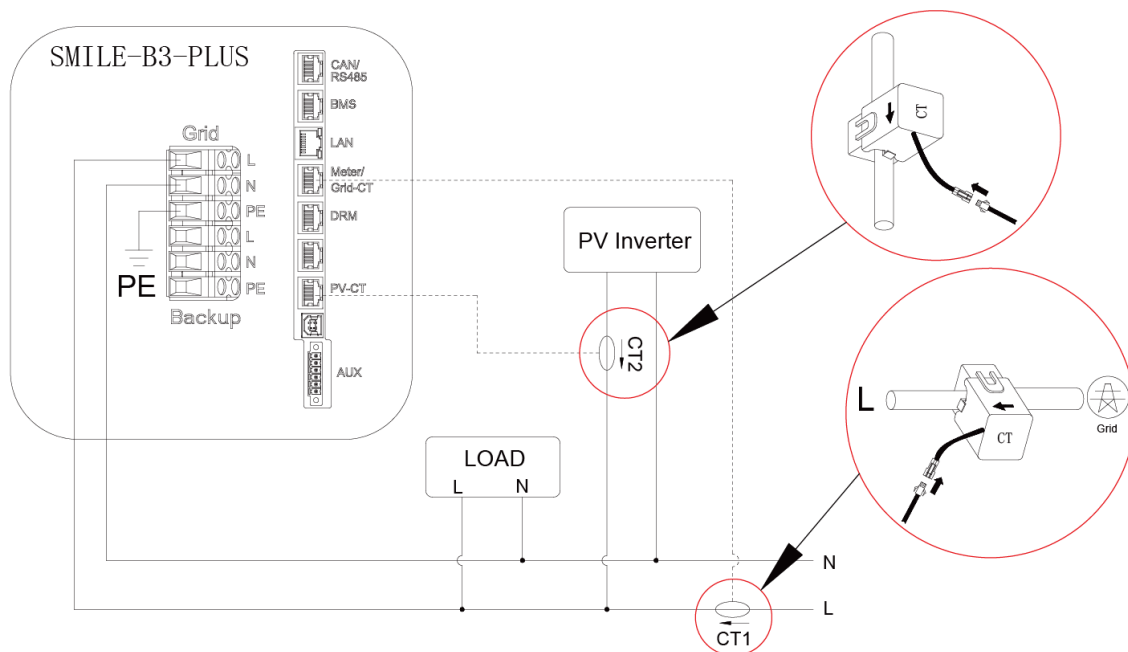 SMILE-B3-PLUS
CAN/
RS485
BMS
LAN
Meter/
Grid-CT
DRM
PV-CT
AUX
Grid
L
N
PE
L
N
PE
Backup
PE
PV Inverter
CT2
LOAD
L N
N
L
CT1
CT
L
CT
Grid